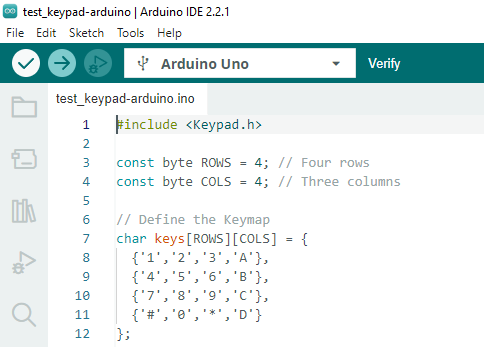 test_keypad-arduino | Arduino IDE 2.2.1
File Edit Sketch Tools Help
Arduino Uno Verify
test_keypad-arduino.ino
1 #include <Keypad.h>
2
3 const byte ROWS = 4; // Four rows
4 const byte COLS = 4; // Three columns
5
6 // Define the Keymap
7 char keys[ROWS][COLS] = {
8 {'1','2','3','A'},
9 {'4','5','6','B'},
10 {'7','8','9','C'},
11 {'#','0','*','D'}
12 };